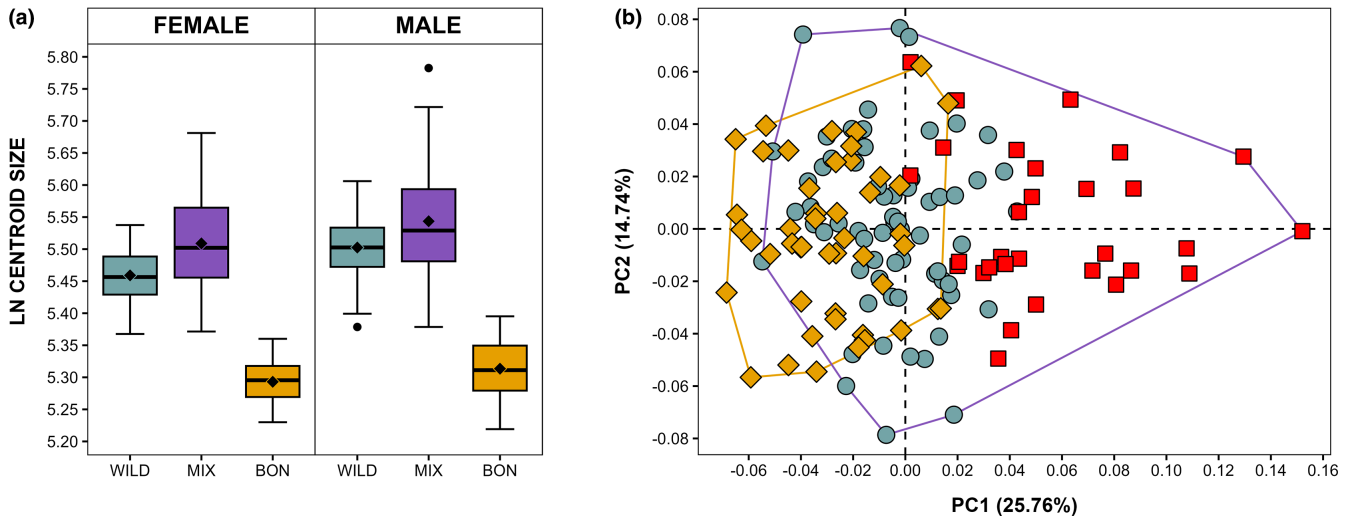 (a)
FEMALE MALE
LN CENTROID SIZE
5.80
5.75
5.70
5.65
5.60
5.55
5.50
5.45
5.40
5.35
5.30
5.25
5.20
WILD MIX BON WILD MIX BON
(b)
PC2 (14.74%)
0.08
0.06
0.04
0.02
0.00
-0.02
-0.04
-0.06
-0.08
-0.06 -0.04 -0.02 0.00 0.02 0.04 0.06 0.08 0.10 0.12 0.14 0.16
PC1 (25.76%)